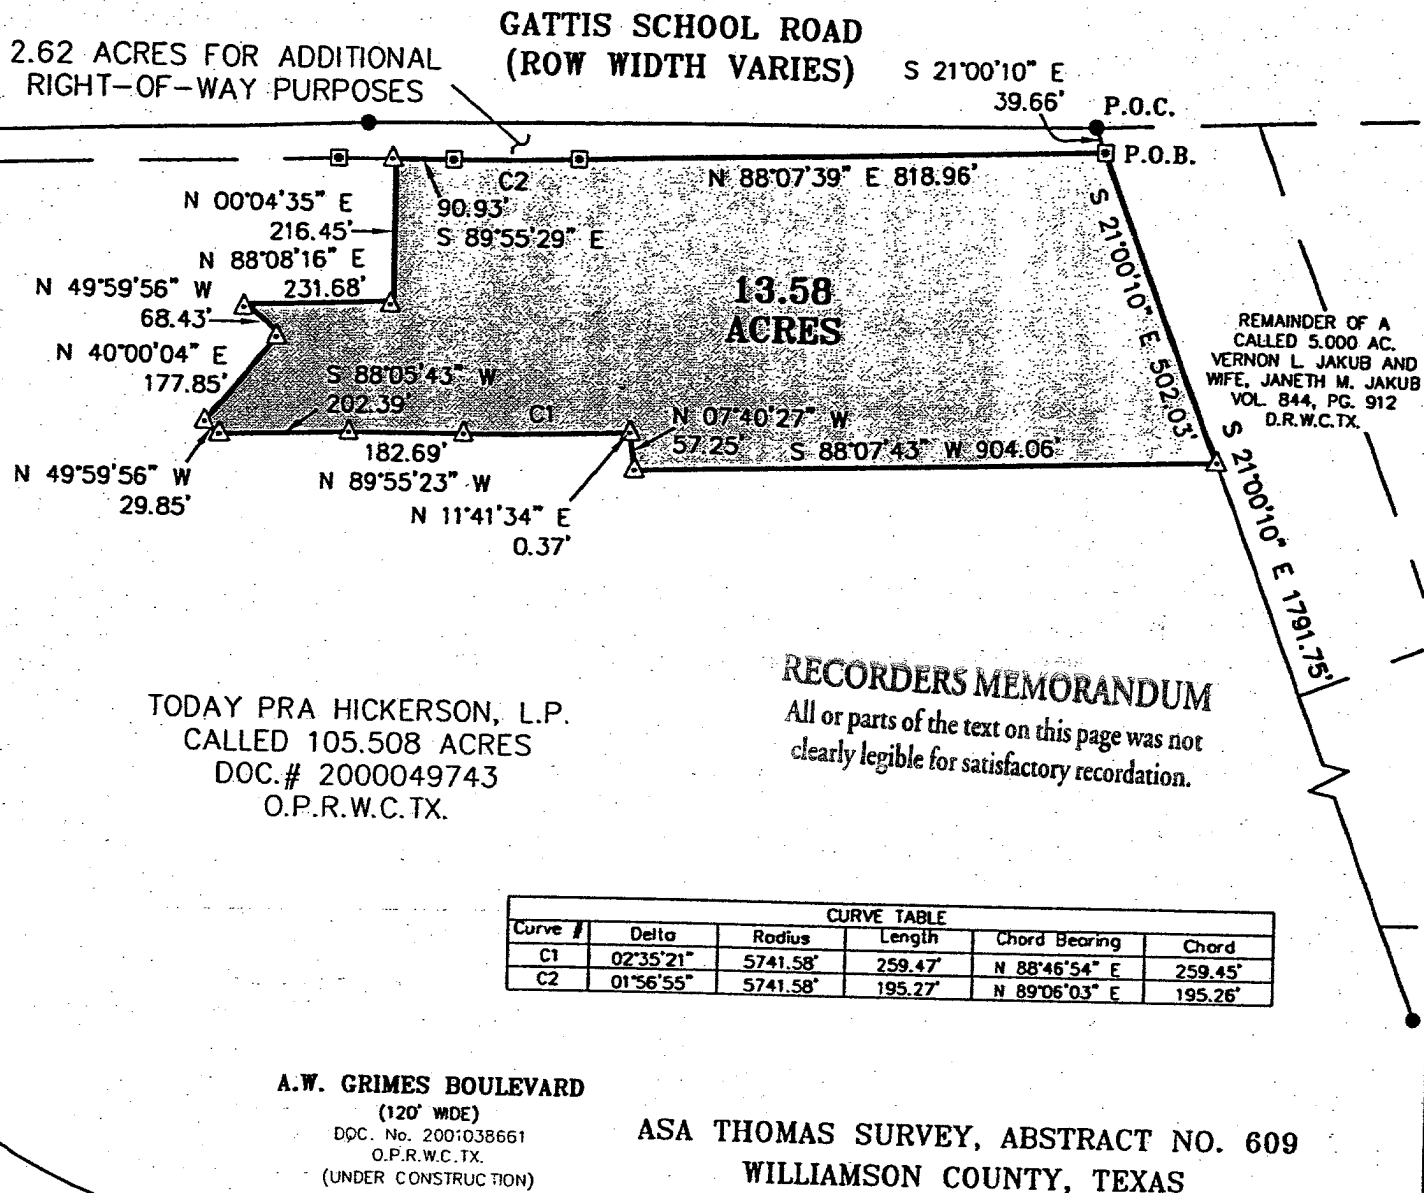 GATTIS SCHOOL ROAD
(ROW WIDTH VARIES)
2.62 ACRES FOR ADDITIONAL
RIGHT-OF-WAY PURPOSES
S 21°00'10" E
39.66'
P.O.C.
P.O.B.
C2
N 88°07'39" E 818.96'
N 00°04'35" E
216.45'
90.93'
S 89°55'29" E
N 88°08'16" E
231.68'
N 49°59'56" W
68.43'
13.58
ACRES
S 21°00'10" E 502.03'
N 40°00'04" E
177.85'
S 88°05'43" W
202.39'
C1
N 07°40'27" W
57.25'
S 88°07'43" W 904.06'
REMAINDER OF A
CALLED 5.000 AC.
VERNON L. JAKUB AND
WIFE, JANETH M. JAKUB
VOL. 844, PG. 912
D.R.W.C.TX.
N 49°59'56" W
29.85'
182.69'
N 89°55'23" W
N 11°41'34" E
0.37'
S 21°00'10" E 1791.75'
RECORDERS MEMORANDUM
All or parts of the text on this page was not
clearly legible for satisfactory recordation.
TODAY PRA HICKERSON, L.P.
CALLED 105.508 ACRES
DOC.# 2000049743
O.P.R.W.C.TX.
CURVE TABLE
Curve # Delta Radius Length Chord Bearing Chord
C1 02°35'21" 5741.58' 259.47' N 88°46'54" E 259.45'
C2 01°56'55" 5741.58' 195.27' N 89°06'03" E 195.26'
A.W. GRIMES BOULEVARD
(120' WIDE)
DOC. No. 2001038661
O.P.R.W.C.TX.
(UNDER CONSTRUCTION)
ASA THOMAS SURVEY, ABSTRACT NO. 609
WILLIAMSON COUNTY, TEXAS